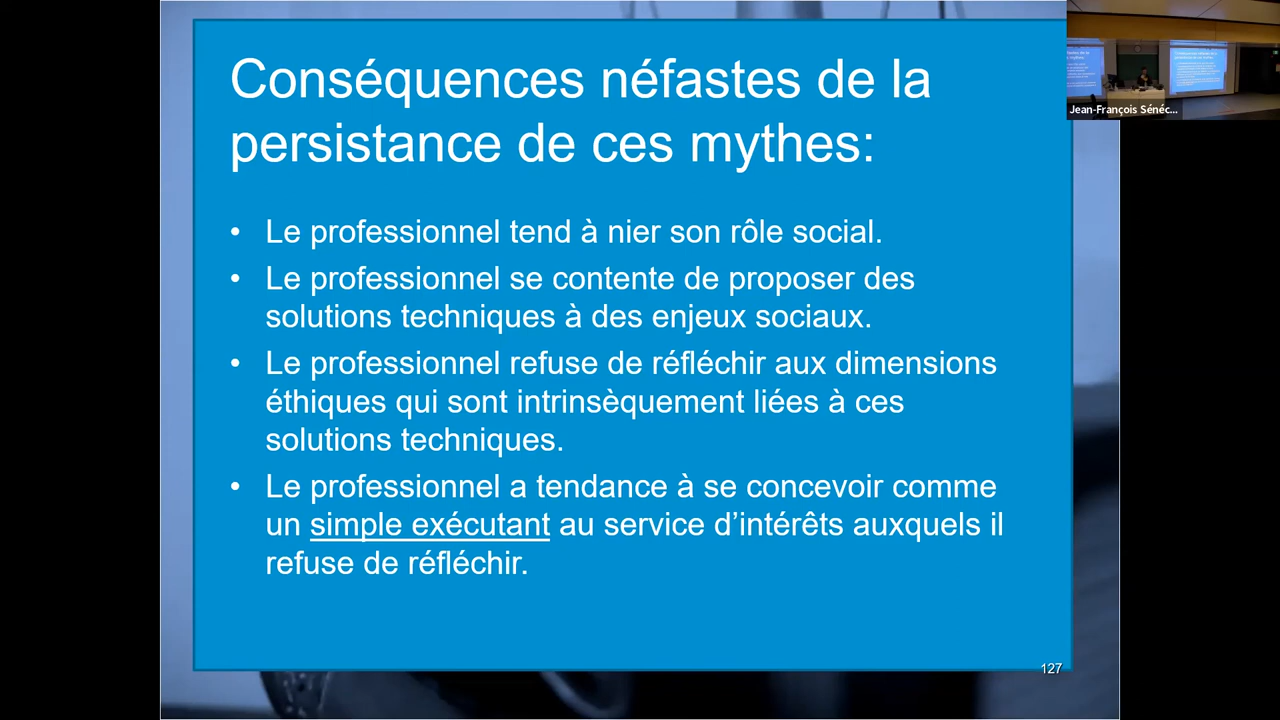 Conséquences néfastes de la
persistance de ces mythes:
• Le professionnel tend à nier son rôle social.
• Le professionnel se contente de proposer des
solutions techniques à des enjeux sociaux.
• Le professionnel refuse de réfléchir aux dimensions
éthiques qui sont intrinsèquement liées à ces
solutions techniques.
• Le professionnel a tendance à se concevoir comme
un simple exécutant au service d’intérêts auxquels il
refuse de réfléchir.
127
Jean-François Sénéc...